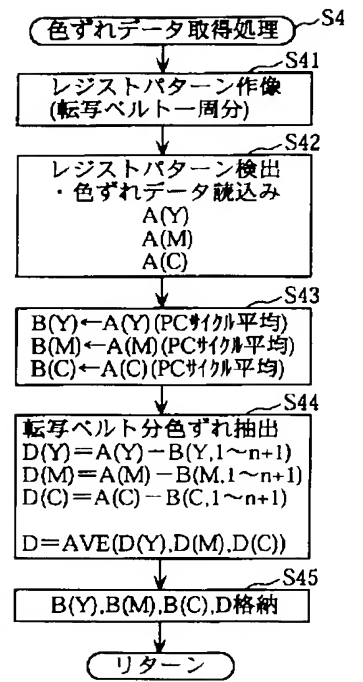 色ずれデータ取得処理
S4
S41
レジストパターン作像
(転写ベルト一周分)
S42
レジストパターン検出
・色ずれデータ読込み
A(Y)
A(M)
A(C)
S43
B(Y)←A(Y)(PCサイクル平均)
B(M)←A(M)(PCサイクル平均)
B(C)←A(C)(PCサイクル平均)
S44
転写ベルト分色ずれ抽出
D(Y)=A(Y)−B(Y,1〜n+1)
D(M)=A(M)−B(M,1〜n+1)
D(C)=A(C)−B(C,1〜n+1)
D=AVE(D(Y),D(M),D(C))
S45
B(Y),B(M),B(C),D格納
リターン